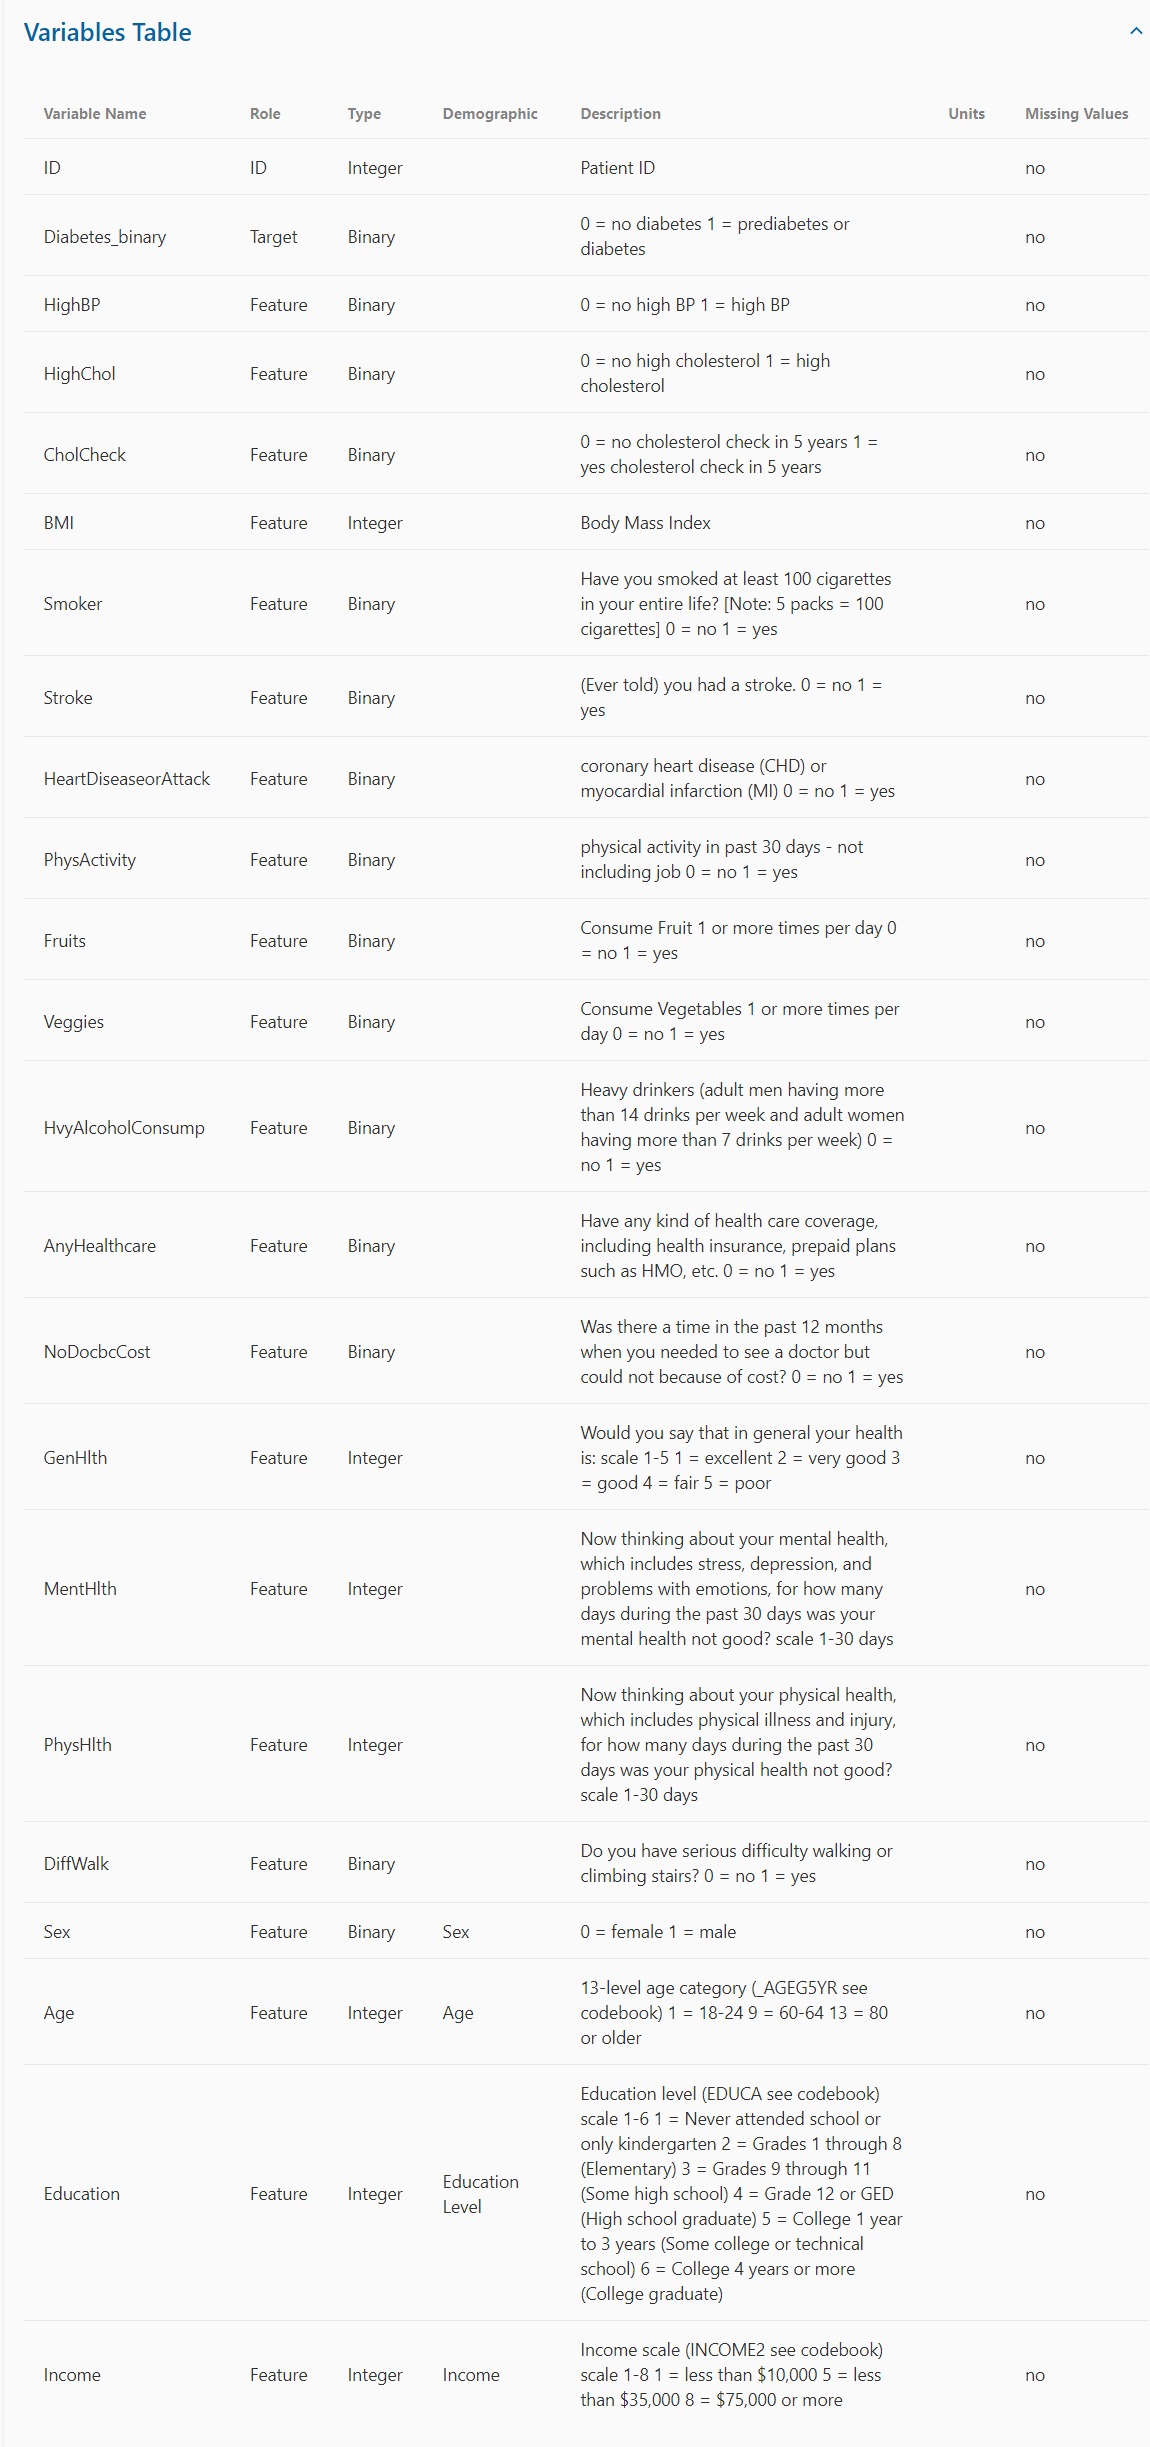 Variables Table
Variable Name Role Type Demographic Description Units Missing Values
ID ID Integer Patient ID no
Diabetes_binary Target Binary 0 = no diabetes 1 = prediabetes or
diabetes no
HighBP Feature Binary 0 = no high BP 1 = high BP no
HighChol Feature Binary 0 = no high cholesterol 1 = high
cholesterol no
CholCheck Feature Binary 0 = no cholesterol check in 5 years 1 =
yes cholesterol check in 5 years no
BMI Feature Integer Body Mass Index no
Smoker Feature Binary Have you smoked at least 100 cigarettes
in your entire life? [Note: 5 packs = 100
cigarettes] 0 = no 1 = yes no
Stroke Feature Binary (Ever told) you had a stroke. 0 = no 1 =
yes no
HeartDiseaseorAttack Feature Binary coronary heart disease (CHD) or
myocardial infarction (MI) 0 = no 1 = yes no
PhysActivity Feature Binary physical activity in past 30 days - not
including job 0 = no 1 = yes no
Fruits Feature Binary Consume Fruit 1 or more times per day 0
= no 1 = yes no
Veggies Feature Binary Consume Vegetables 1 or more times per
day 0 = no 1 = yes no
HvyAlcoholConsump Feature Binary Heavy drinkers (adult men having more
than 14 drinks per week and adult women
having more than 7 drinks per week) 0 =
no 1 = yes no
AnyHealthcare Feature Binary Have any kind of health care coverage,
including health insurance, prepaid plans
such as HMO, etc. 0 = no 1 = yes no
NoDocbcCost Feature Binary Was there a time in the past 12 months
when you needed to see a doctor but
could not because of cost? 0 = no 1 = yes no
GenHlth Feature Integer Would you say that in general your health
is: scale 1-5 1 = excellent 2 = very good 3
= good 4 = fair 5 = poor no
MentHlth Feature Integer Now thinking about your mental health,
which includes stress, depression, and
problems with emotions, for how many
days during the past 30 days was your
mental health not good? scale 1-30 days no
PhysHlth Feature Integer Now thinking about your physical health,
which includes physical illness and injury,
for how many days during the past 30
days was your physical health not good?
scale 1-30 days no
DiffWalk Feature Binary Do you have serious difficulty walking or
climbing stairs? 0 = no 1 = yes no
Sex Feature Binary Sex 0 = female 1 = male no
Age Feature Integer Age 13-level age category (_AGEG5YR see
codebook) 1 = 18-24 9 = 60-64 13 = 80
or older no
Education Feature Integer Education Level Education level (EDUCA see codebook)
scale 1-6 1 = Never attended school or
only kindergarten 2 = Grades 1 through 8
(Elementary) 3 = Grades 9 through 11
(Some high school) 4 = Grade 12 or GED
(High school graduate) 5 = College 1 year
to 3 years (Some college or technical
school) 6 = College 4 years or more
(College graduate) no
Income Feature Integer Income Income scale (INCOME2 see codebook)
scale 1-8 1 = less than $10,000 5 = less
than $35,000 8 = $75,000 or more no